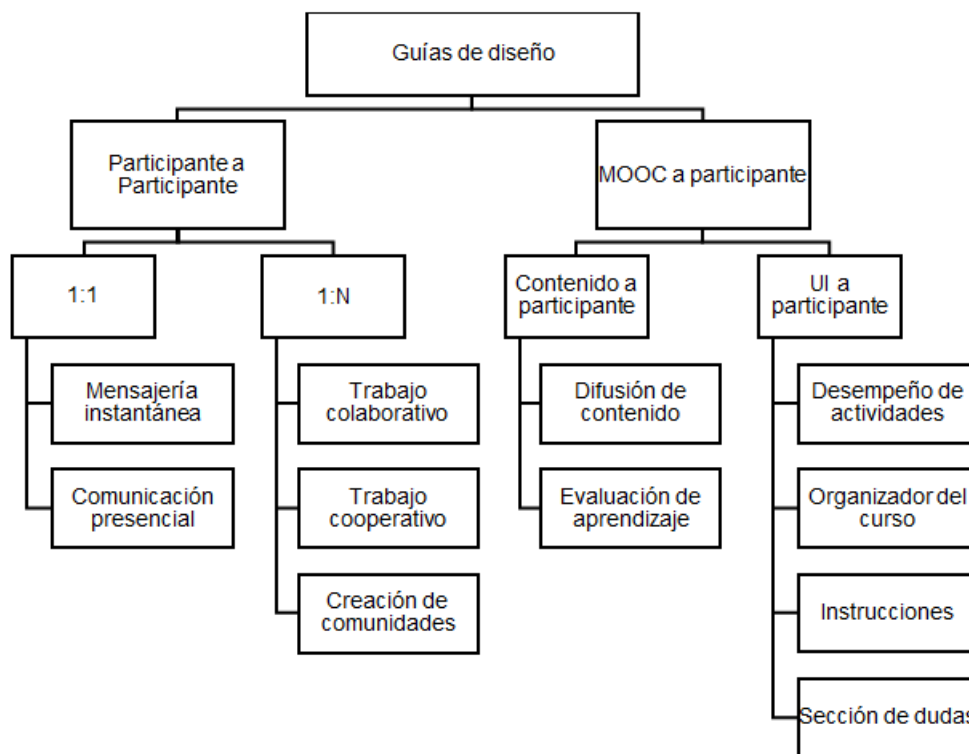 Guías de diseño
Participante a
Participante
MOOC a participante
1:1
1:N
Contenido a
participante
UI a
participante
Mensajería
instantánea
Trabajo
colaborativo
Difusión de
contenido
Desempeño de
actividades
Comunicación
presencial
Trabajo
cooperativo
Evaluación de
aprendizaje
Organizador del
curso
Creación de
comunidades
Instrucciones
Sección de dudas